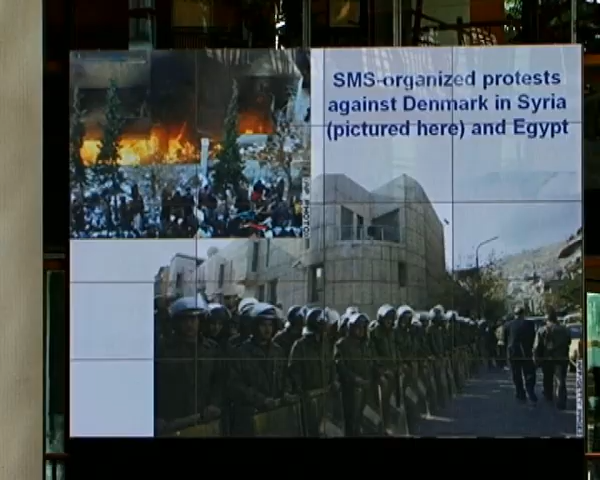 SMS-organized protests
against Denmark in Syria
(pictured here) and Egypt